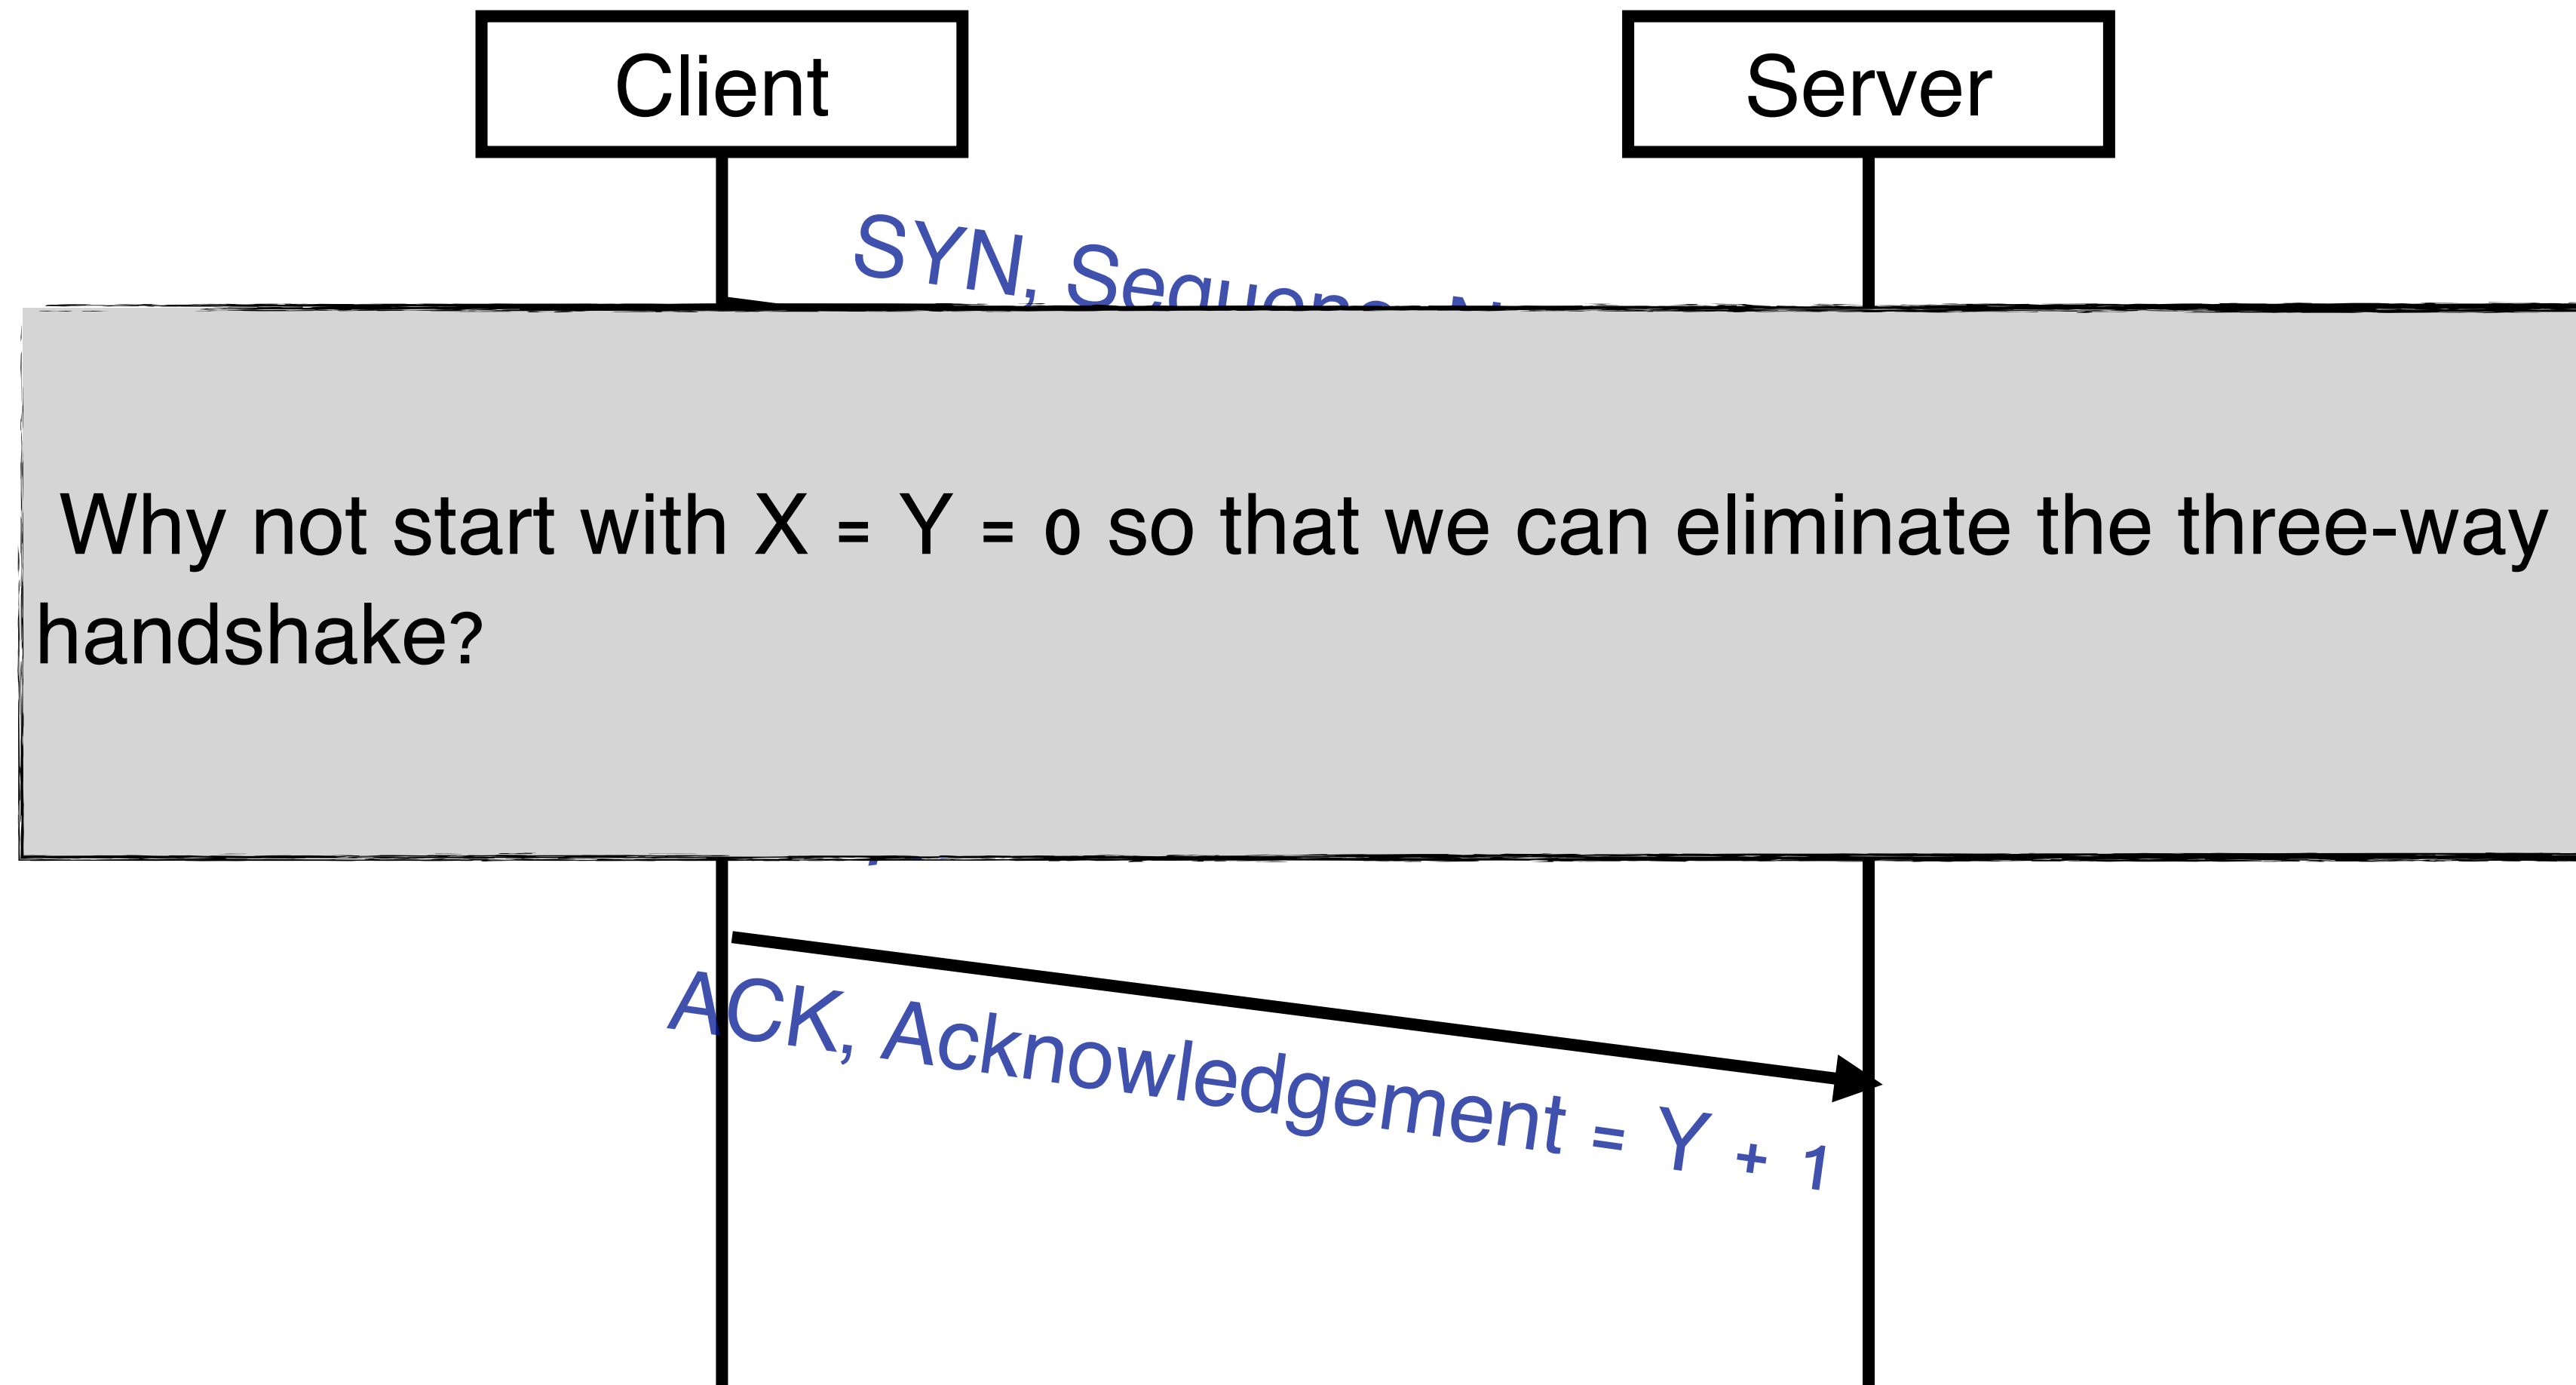 Client
Server
SYN, Sequence
Why not start with X = Y = 0 so that we can eliminate the three-way
handshake?
ACK, Acknowledgement = Y + 1